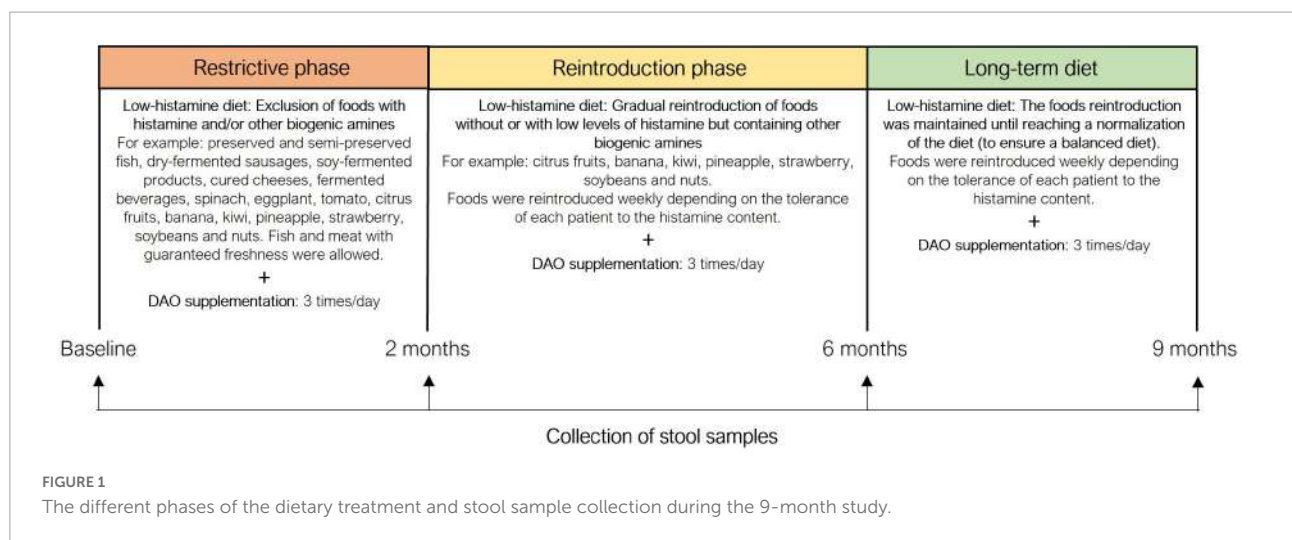 Restrictive phase
Low-histamine diet: Exclusion of foods with
histamine and/or other biogenic amines
For example: preserved and semi-preserved
fish, dry-fermented sausages, soy-fermented
products, cured cheeses, fermented
beverages, spinach, eggplant, tomato, citrus
fruits, banana, kiwi, pineapple, strawberry,
soybeans and nuts. Fish and meat with
guaranteed freshness were allowed.
+
DAO supplementation: 3 times/day
Reintroduction phase
Low-histamine diet: Gradual reintroduction of foods
without or with low levels of histamine but containing other
biogenic amines
For example: citrus fruits, banana, kiwi, pineapple, strawberry,
soybeans and nuts.
Foods were reintroduced weekly depending on the tolerance
of each patient to the histamine content.
+
DAO supplementation: 3 times/day
Long-term diet
Low-histamine diet: The foods reintroduction
was maintained until reaching a normalization
of the diet (to ensure a balanced diet).
Foods were reintroduced weekly depending
on the tolerance of each patient to the
histamine content.
+
DAO supplementation: 3 times/day
Baseline
2 months
6 months
9 months
Collection of stool samples
FIGURE 1
The different phases of the dietary treatment and stool sample collection during the 9-month study.